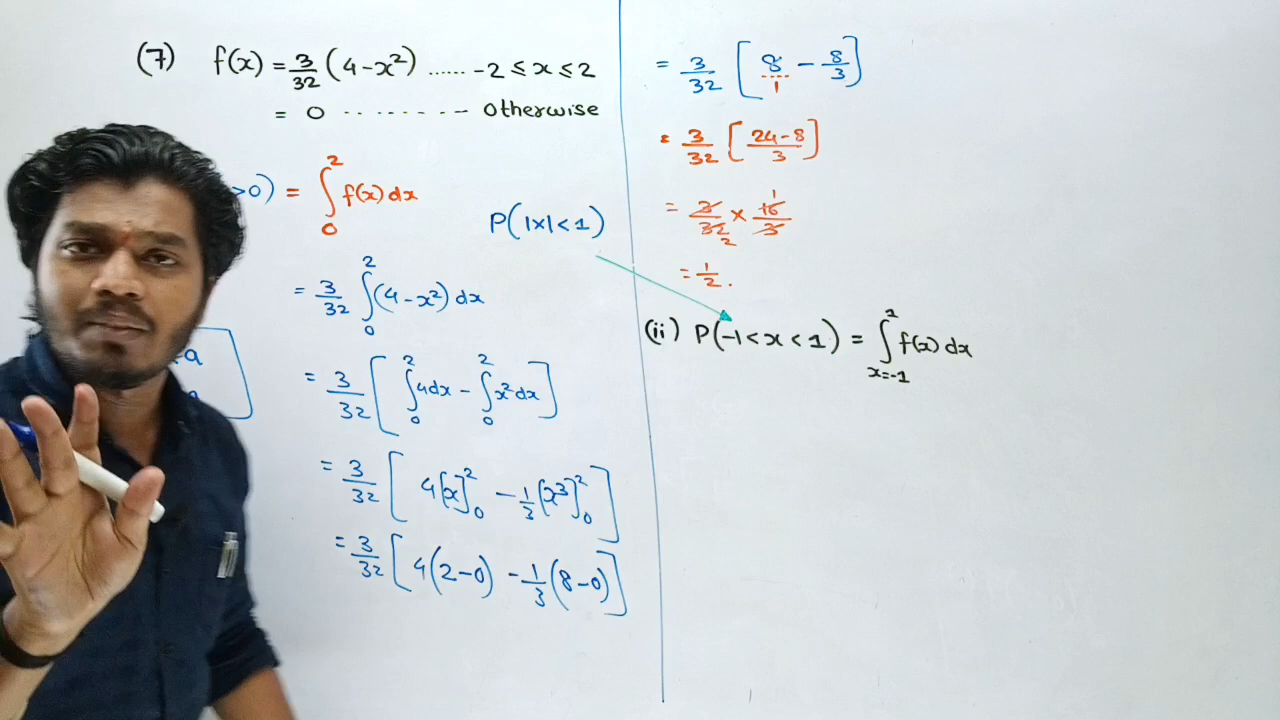 (7) f(x) = 3/32 (4-x²) ...... -2 ≤ x ≤ 2
= 0 ........ Otherwise
>0) = ∫₀² f(x) dx
P(|x| < 1)
= 3/32 ∫₀² (4-x²) dx
= 3/32 [ ∫₀² 4dx - ∫₀² x² dx ]
= 3/32 [ 4[x]₀² - 1/3 [x³]₀² ]
= 3/32 [ 4(2-0) - 1/3 (8-0) ]
a
= 3/32 [ 8/1 - 8/3 ]
= 3/32 [ 24-8/3 ]
= 3/32 2 × 1 16/3
= 1/2.
(ii) P(-1 < x < 1) = ∫ₓ₌₋₁¹ f(x) dx